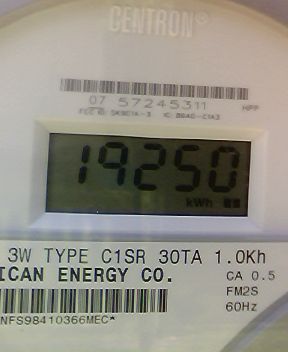 CENTRON®
07 57245311 HPP
19250
kWh
3W TYPE C1SR 30TA 1.0Kh
ICAN ENERGY CO. CA 0.5
FM2S
NFS98410366MEC* 60Hz